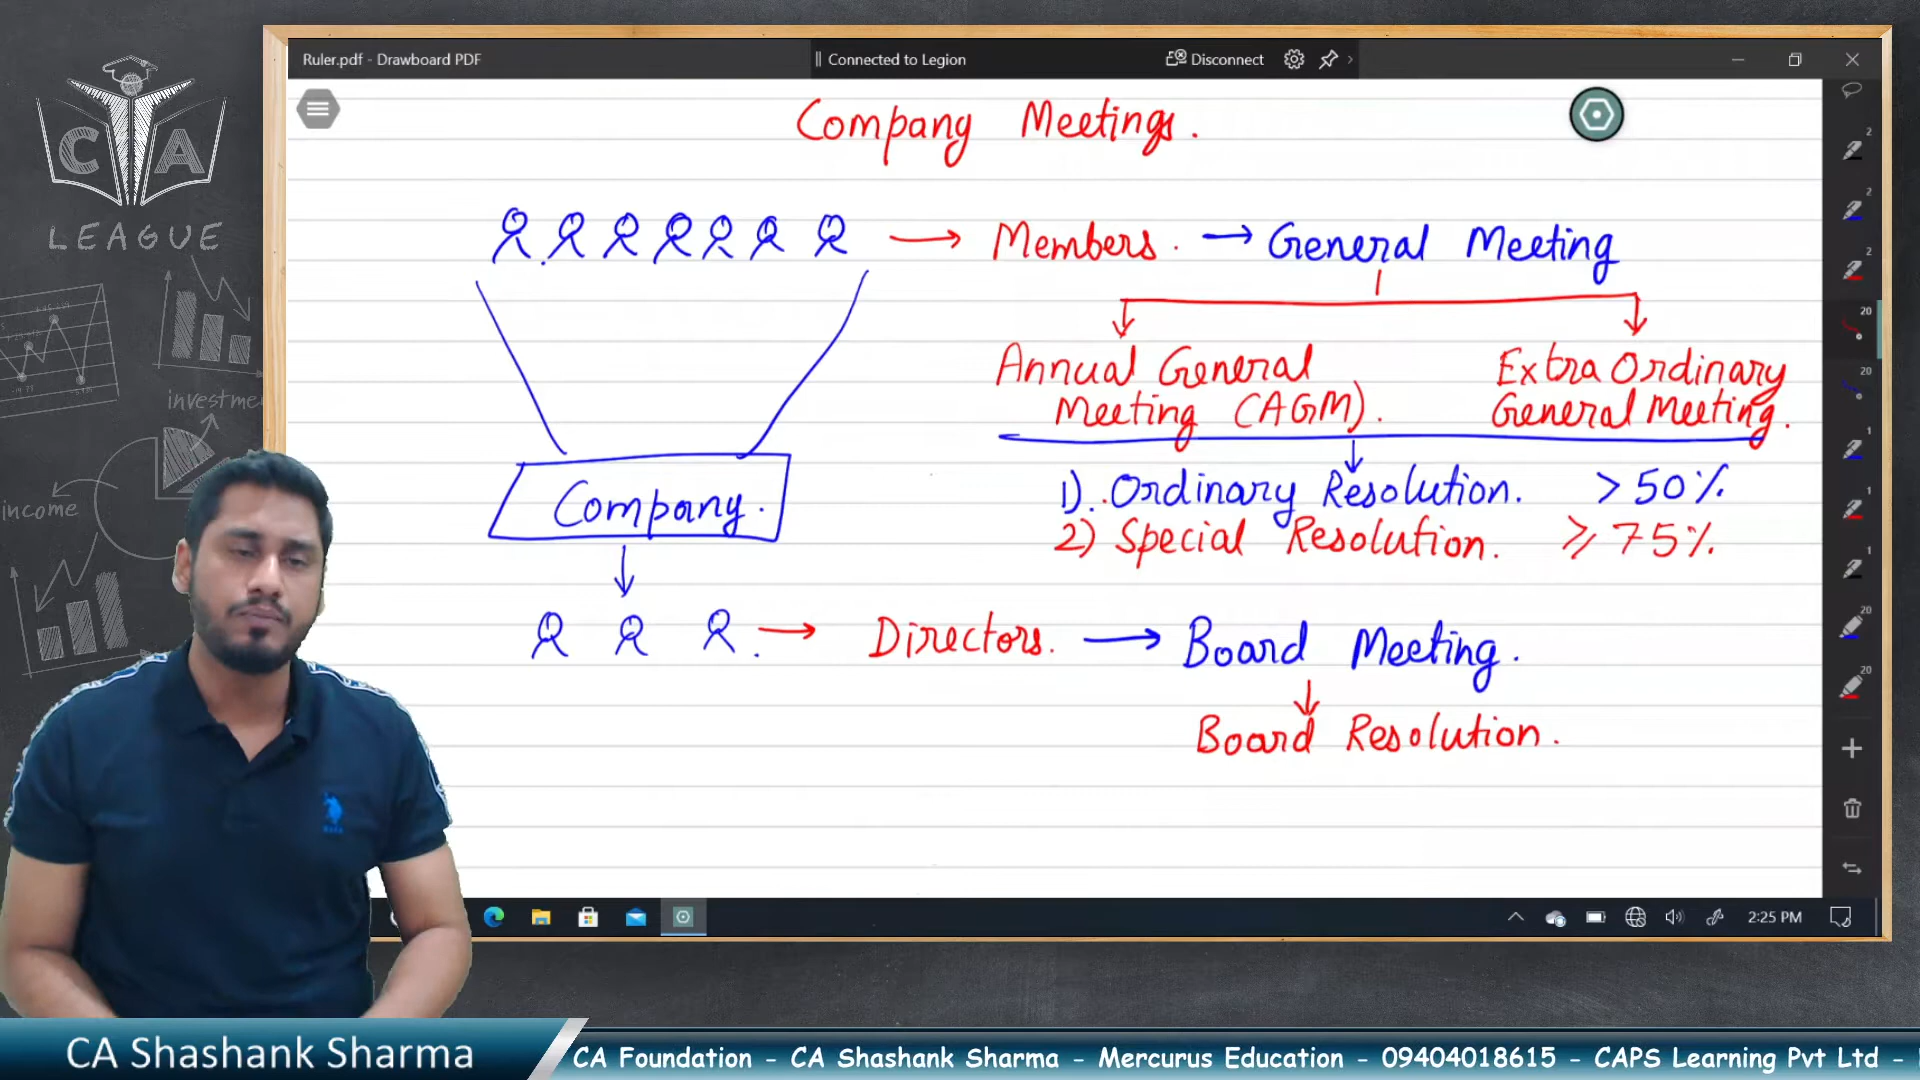 Ruler.pdf - Drawboard PDF
Connected to Legion
Disconnect
Company Meetings.
CA
LEAGUE
Members. → General Meeting
investme
income
Annual General
Meeting (AGM).
Extra Ordinary
General Meeting.
Company.
1). Ordinary Resolution. > 50%
2) Special Resolution. ⩾ 75%
Directors. → Board Meeting.
Board Resolution.
2:25 PM
CA Shashank Sharma
CA Foundation - CA Shashank Sharma - Mercurus Education - 09404018615 - CAPS Learning Pvt Ltd -